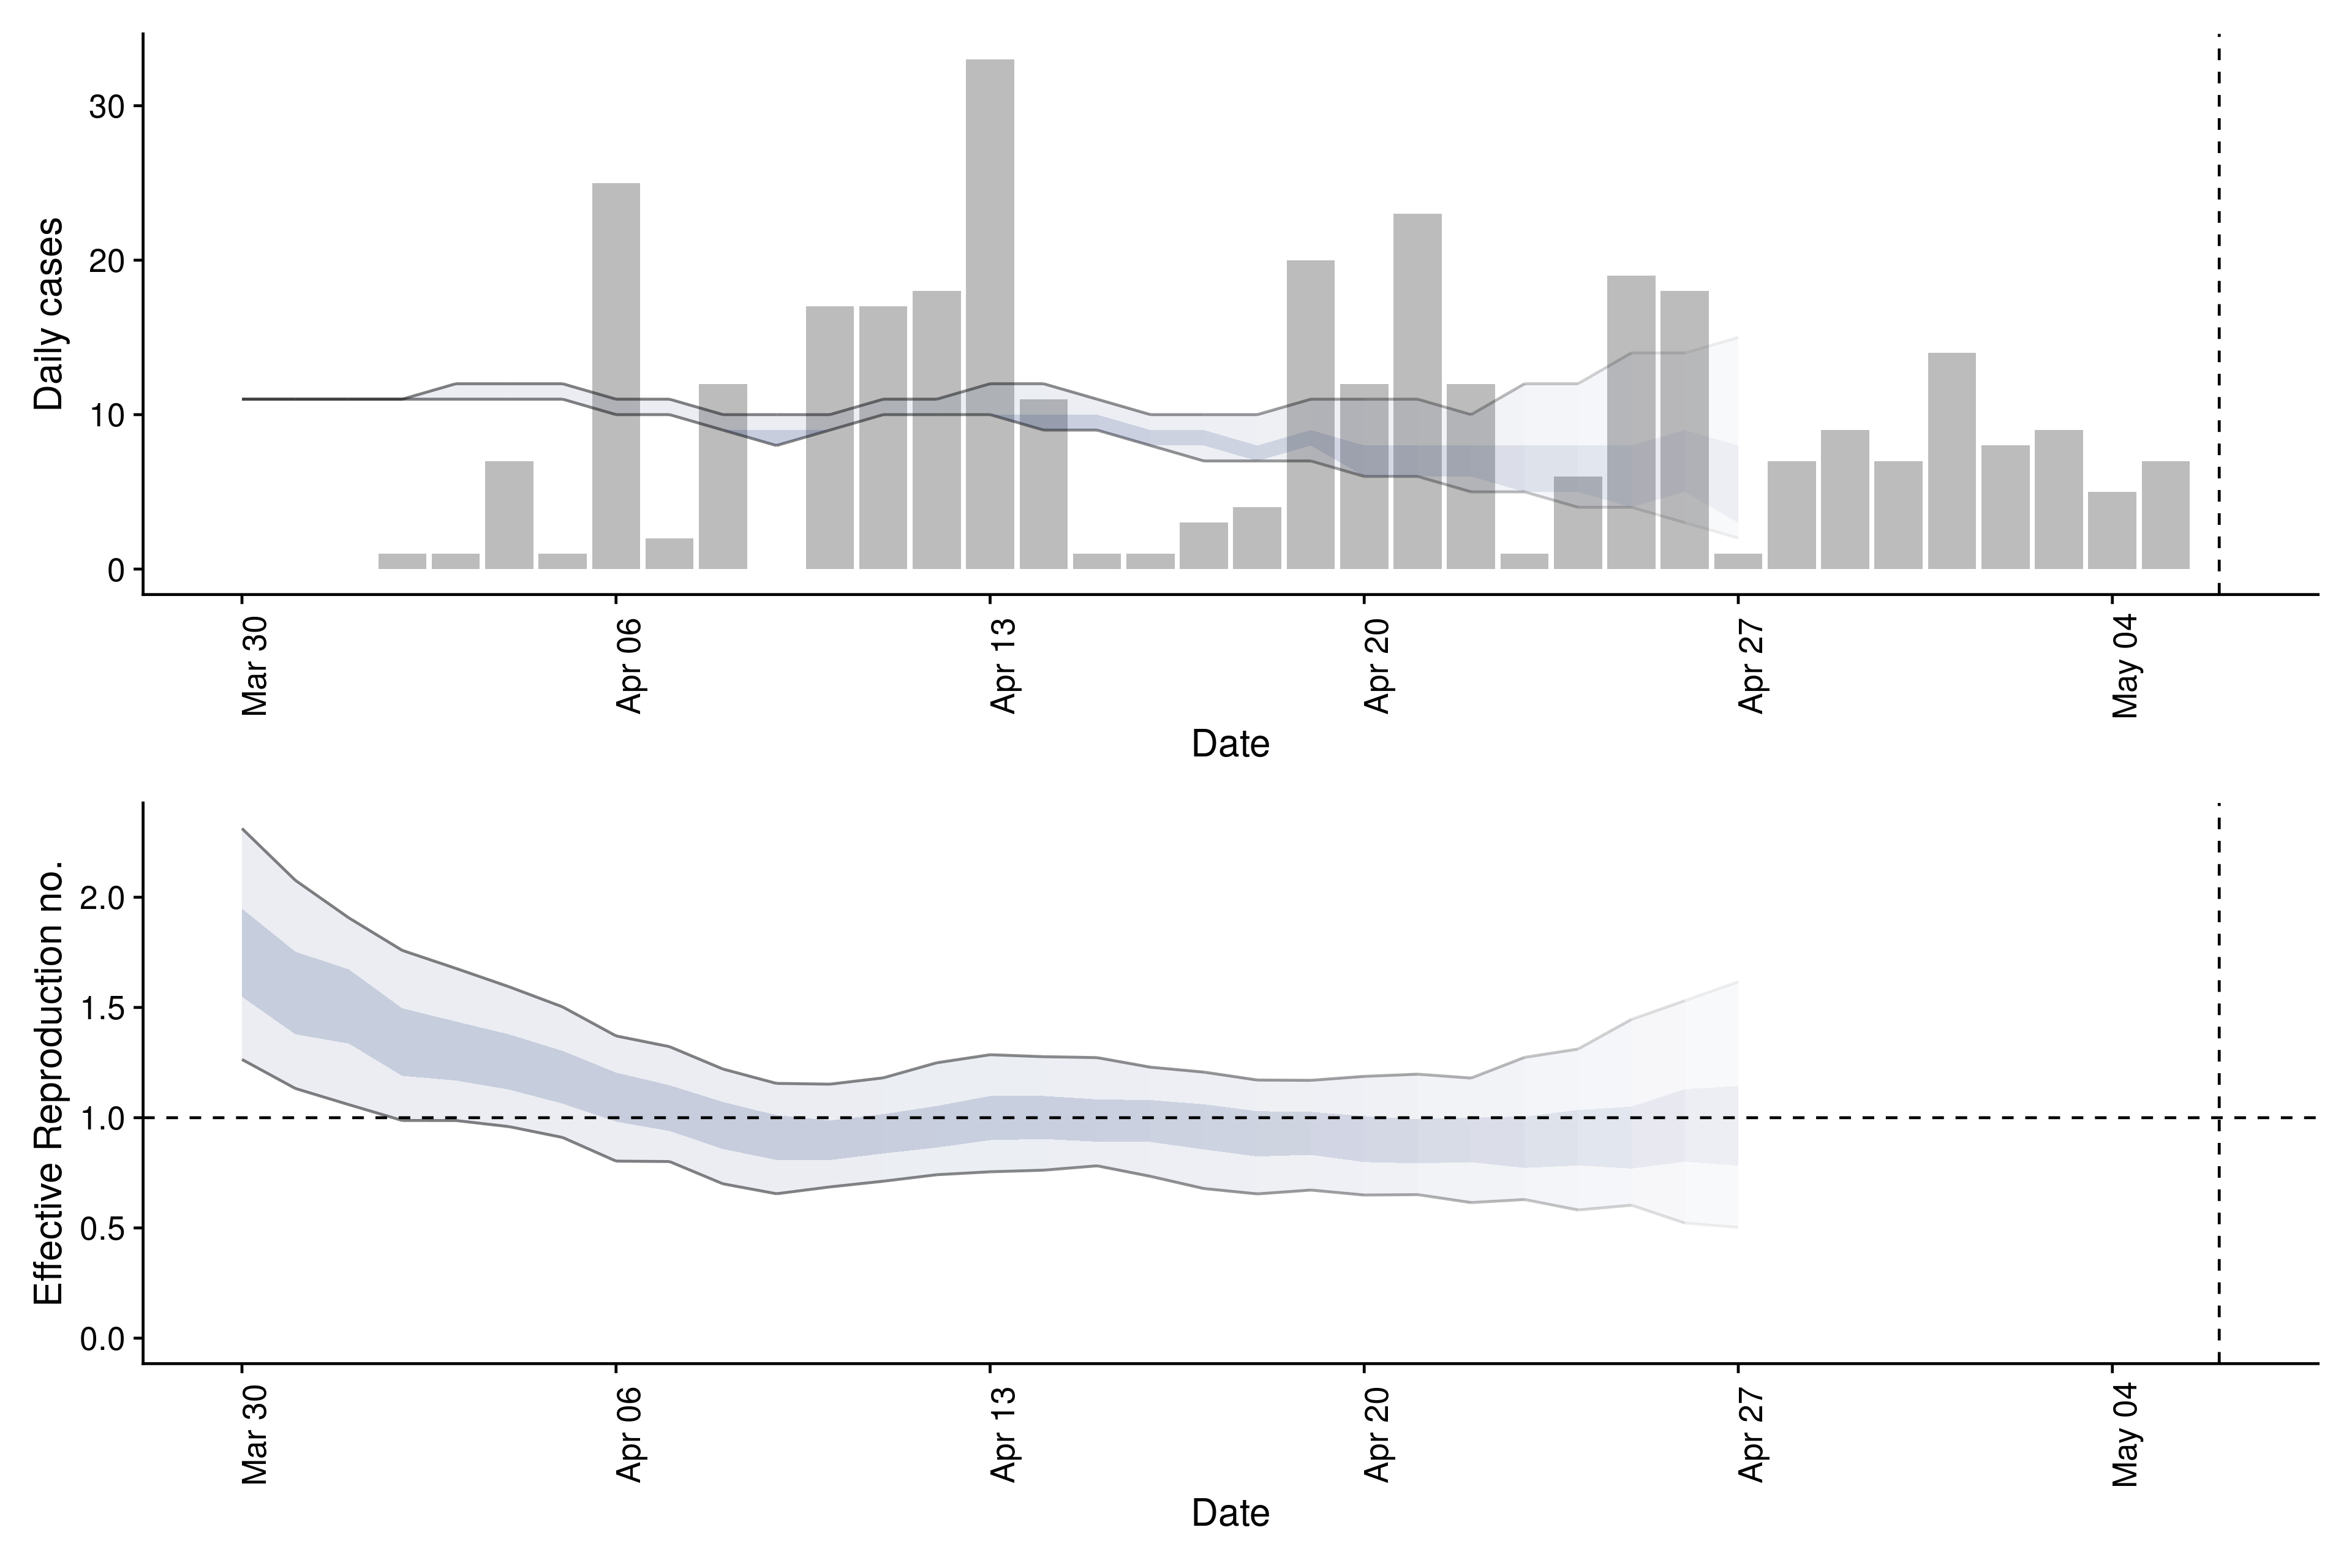 Daily cases
30
20
10
0
Mar 30
Apr 06
Apr 13
Apr 20
Apr 27
May 04
Date
Effective Reproduction no.
2.0
1.5
1.0
0.5
0.0
Mar 30
Apr 06
Apr 13
Apr 20
Apr 27
May 04
Date